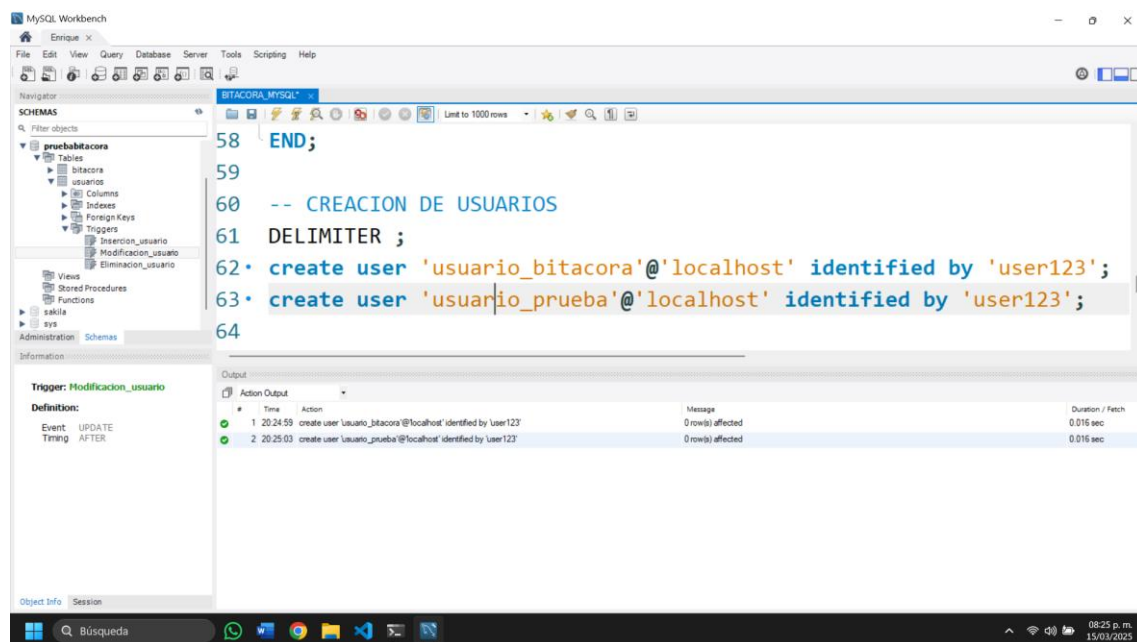 MySQL Workbench
Enrique
File Edit View Query Database Server Tools Scripting Help
Navigator
SCHEMAS
Filter objects
pruebabitacora
Tables
bitacora
usuarios
Columns
Indexes
Foreign Keys
Triggers
Insercion_usuario
Modificacion_usuario
Eliminacion_usuario
Views
Stored Procedures
Functions
sakila
sys
Administration Schemas
Information
Trigger: Modificacion_usuario
Definition:
Event UPDATE
Timing AFTER
Object Info Session
BITACORA_MYSQL*
Limit to 1000 rows
58 END;
59
60 -- CREACION DE USUARIOS
61 DELIMITER ;
62 create user 'usuario_bitacora'@'localhost' identified by 'user123';
63 create user 'usuario_prueba'@'localhost' identified by 'user123';
64
Output
Action Output
# Time Action Message Duration / Fetch
1 20:24:59 create user 'usuario_bitacora'@'localhost' identified by 'user123' 0 row(s) affected 0.016 sec
2 20:25:03 create user 'usuario_prueba'@'localhost' identified by 'user123' 0 row(s) affected 0.016 sec
Búsqueda
08:25 p. m.
15/03/2025